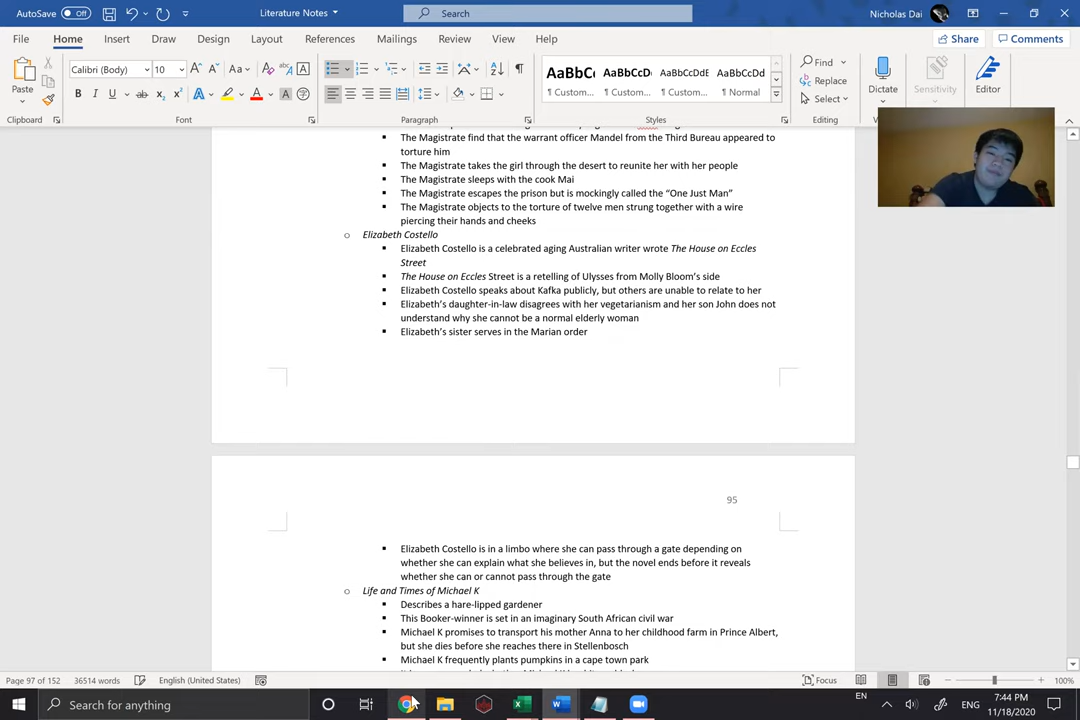 AutoSave Off Literature Notes Search Nicholas Dai
File Home Insert Draw Design Layout References Mailings Review View Help Share Comments
Paste Calibri (Body) 10 Aa AaBbC AaBbCcD AaBbCcDdE AaBbCcDd Find Replace Select Dictate Sensitivity Editor
Custom... Custom... Custom... Normal
Clipboard Font Paragraph Styles Editing
The Magistrate find that the warrant officer Mandel from the Third Bureau appeared to
torture him
The Magistrate takes the girl through the desert to reunite her with her people
The Magistrate sleeps with the cook Mai
The Magistrate escapes the prison but is mockingly called the “One Just Man”
The Magistrate objects to the torture of twelve men strung together with a wire
piercing their hands and cheeks
Elizabeth Costello
Elizabeth Costello is a celebrated aging Australian writer wrote The House on Eccles
Street
The House on Eccles Street is a retelling of Ulysses from Molly Bloom’s side
Elizabeth Costello speaks about Kafka publicly, but others are unable to relate to her
Elizabeth’s daughter-in-law disagrees with her vegetarianism and her son John does not
understand why she cannot be a normal elderly woman
Elizabeth’s sister serves in the Marian order
95
Elizabeth Costello is in a limbo where she can pass through a gate depending on
whether she can explain what she believes in, but the novel ends before it reveals
whether she can or cannot pass through the gate
Life and Times of Michael K
Describes a hare-lipped gardener
This Booker-winner is set in an imaginary South African civil war
Michael K promises to transport his mother Anna to her childhood farm in Prince Albert,
but she dies before she reaches there in Stellenbosch
Michael K frequently plants pumpkins in a cape town park
Page 97 of 152 36514 words English (United States) Focus 100%
Search for anything EN ENG 7:44 PM
11/18/2020